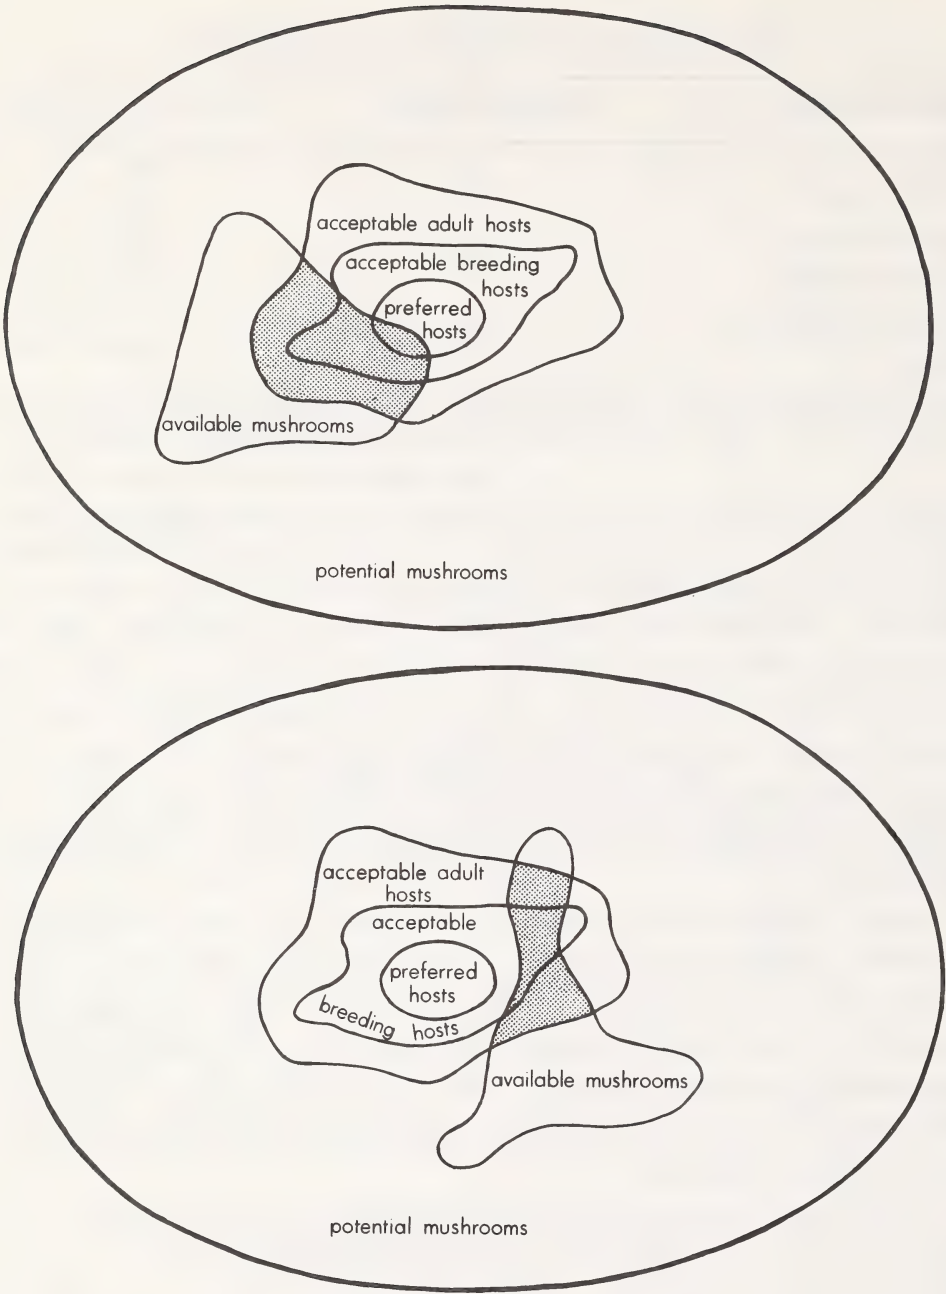 acceptable adult hosts
acceptable breeding
hosts
preferred
hosts
available mushrooms
potential mushrooms
acceptable adult
hosts
acceptable
preferred
hosts
breeding hosts
available mushrooms
potential mushrooms